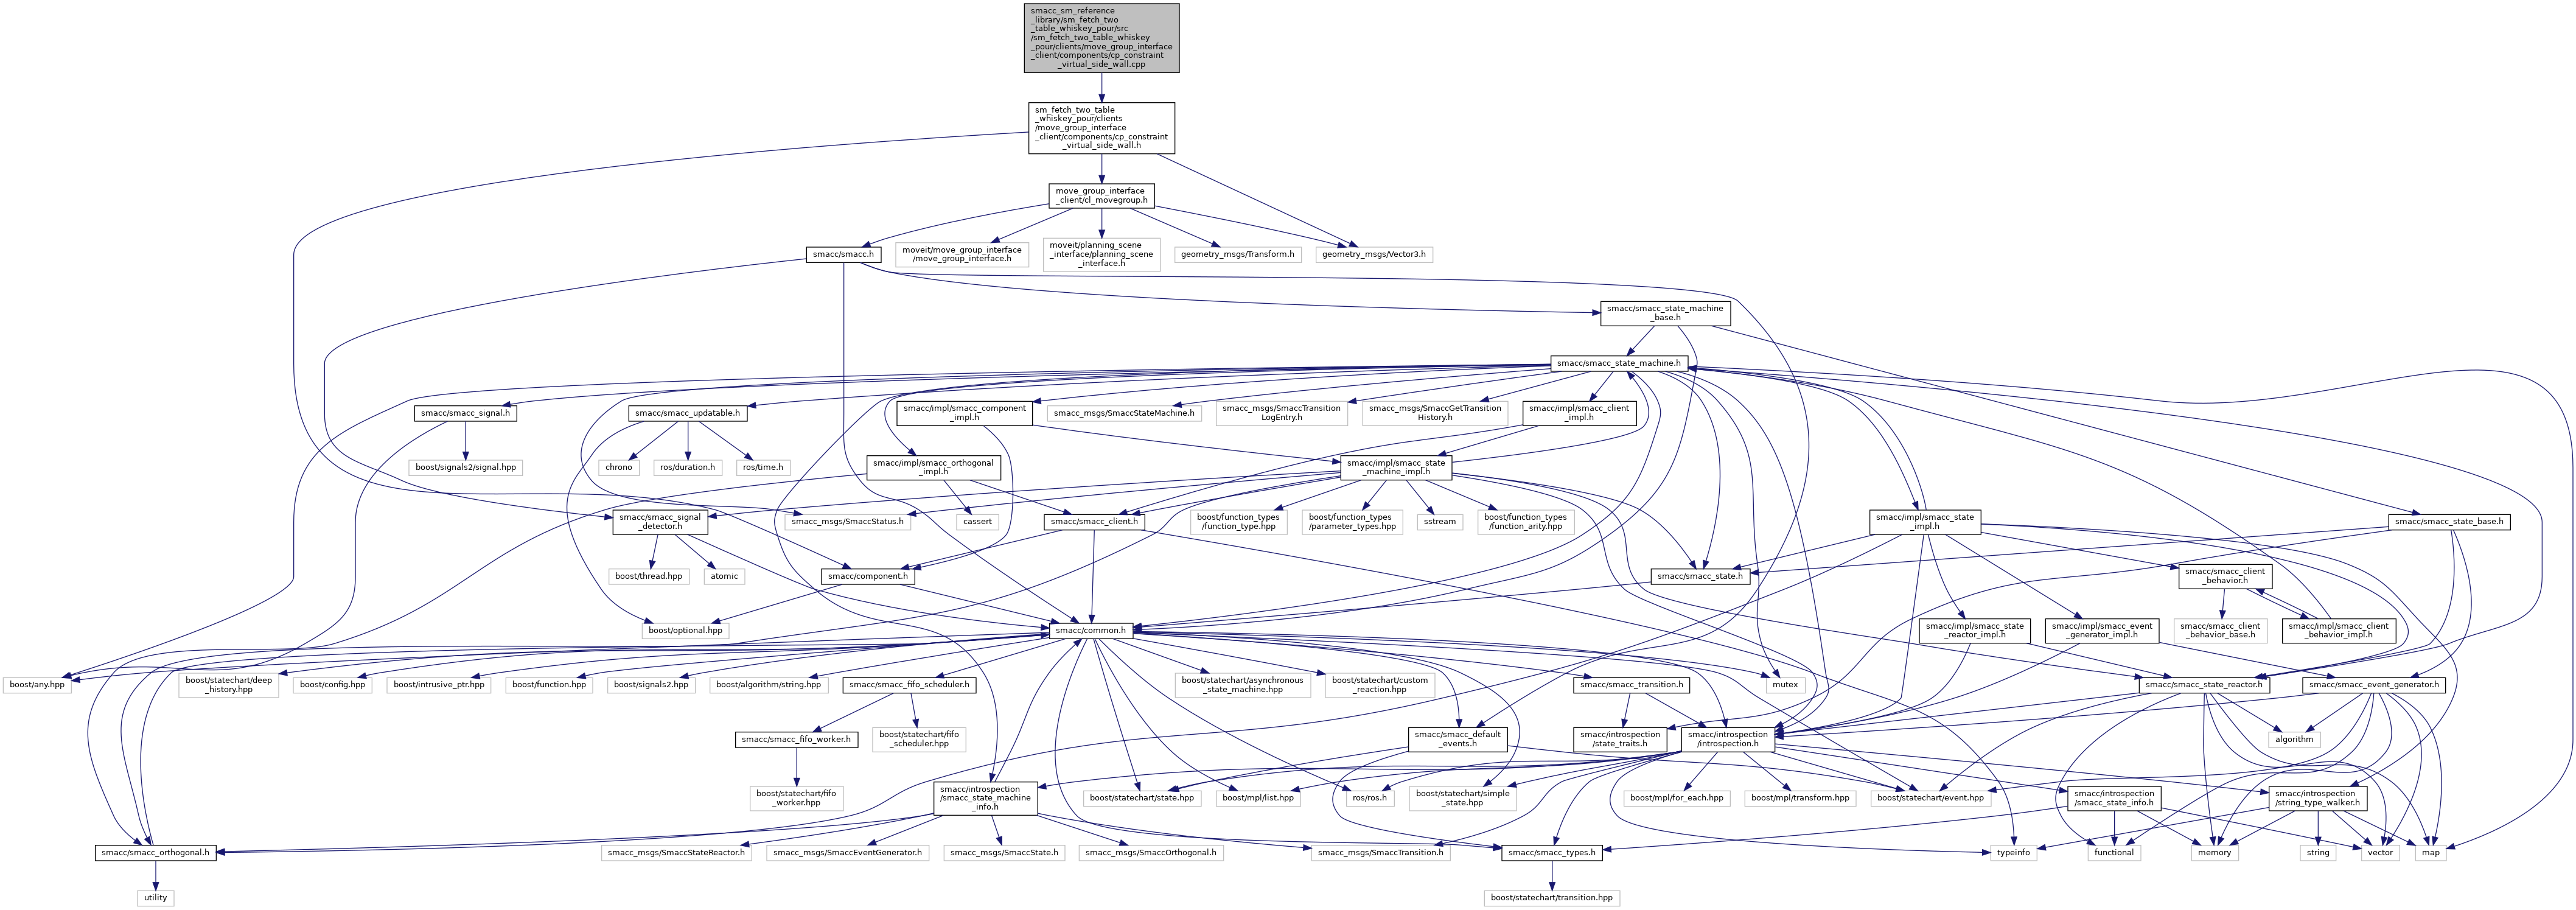 smacc_sm_reference
_library/sm_fetch_two
_table_whiskey_pour/src
/sm_fetch_two_table_whiskey
_pour/clients/move_group_interface
_client/components/cp_constraint
_virtual_side_wall.cpp
sm_fetch_two_table
_whiskey_pour/clients
/move_group_interface
_client/components/cp_constraint
_virtual_side_wall.h
move_group_interface
_client/cl_movegroup.h
smacc/smacc.h
moveit/move_group_interface
/move_group_interface.h
moveit/planning_scene
_interface/planning_scene
_interface.h
geometry_msgs/Transform.h
geometry_msgs/Vector3.h
smacc/smacc_state_machine
_base.h
smacc/smacc_state_machine.h
smacc/smacc_signal.h
smacc/smacc_updatable.h
smacc/impl/smacc_component
_impl.h
smacc_msgs/SmaccStateMachine.h
smacc_msgs/SmaccTransition
LogEntry.h
smacc_msgs/SmaccGetTransition
History.h
smacc/impl/smacc_client
_impl.h
boost/signals2/signal.hpp
chrono
ros/duration.h
ros/time.h
smacc/impl/smacc_orthogonal
_impl.h
smacc/impl/smacc_state
_machine_impl.h
smacc/smacc_signal
_detector.h
smacc_msgs/SmaccStatus.h
cassert
smacc/smacc_client.h
boost/function_types
/function_type.hpp
boost/function_types
/parameter_types.hpp
sstream
boost/function_types
/function_arity.hpp
smacc/impl/smacc_state
_impl.h
smacc/smacc_state_base.h
boost/thread.hpp
atomic
smacc/component.h
smacc/smacc_state.h
smacc/smacc_client
_behavior.h
boost/optional.hpp
smacc/common.h
smacc/impl/smacc_state
_reactor_impl.h
smacc/impl/smacc_event
_generator_impl.h
smacc/smacc_client
_behavior_base.h
smacc/impl/smacc_client
_behavior_impl.h
boost/any.hpp
boost/statechart/deep
_history.hpp
boost/config.hpp
boost/intrusive_ptr.hpp
boost/function.hpp
boost/signals2.hpp
boost/algorithm/string.hpp
smacc/smacc_fifo_scheduler.h
boost/statechart/asynchronous
_state_machine.hpp
boost/statechart/custom
_reaction.hpp
smacc/smacc_transition.h
mutex
smacc/smacc_state_reactor.h
smacc/smacc_event_generator.h
smacc/smacc_fifo_worker.h
boost/statechart/fifo
_scheduler.hpp
smacc/smacc_default
_events.h
smacc/introspection
/state_traits.h
smacc/introspection
/introspection.h
algorithm
boost/statechart/fifo
_worker.hpp
smacc/introspection
/smacc_state_machine
_info.h
boost/statechart/state.hpp
boost/mpl/list.hpp
ros/ros.h
boost/statechart/simple
_state.hpp
boost/mpl/for_each.hpp
boost/mpl/transform.hpp
boost/statechart/event.hpp
smacc/introspection
/smacc_state_info.h
smacc/introspection
/string_type_walker.h
smacc/smacc_orthogonal.h
smacc_msgs/SmaccStateReactor.h
smacc_msgs/SmaccEventGenerator.h
smacc_msgs/SmaccState.h
smacc_msgs/SmaccOrthogonal.h
smacc_msgs/SmaccTransition.h
smacc/smacc_types.h
typeinfo
functional
memory
string
vector
map
utility
boost/statechart/transition.hpp